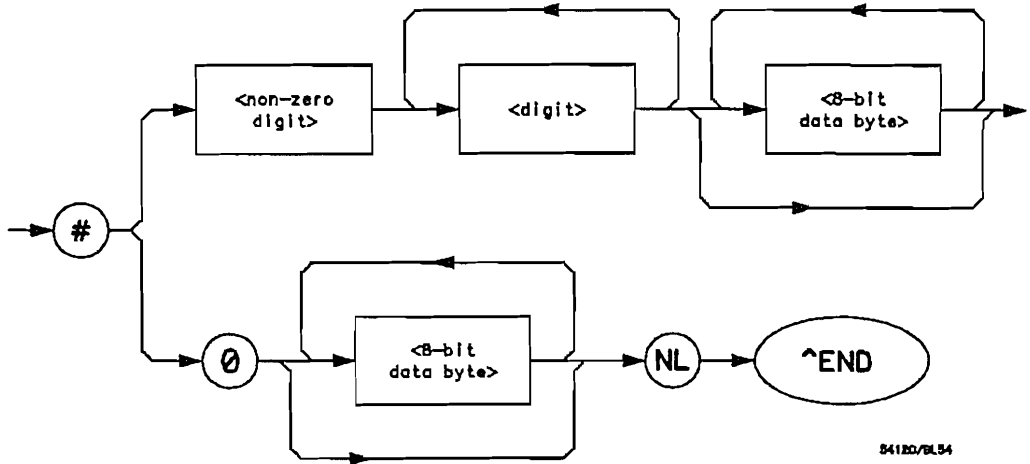 <non-zero
digit>
<digit>
<8-bit
data byte>
#
0
<8-bit
data byte>
NL
^END
54120/BL54